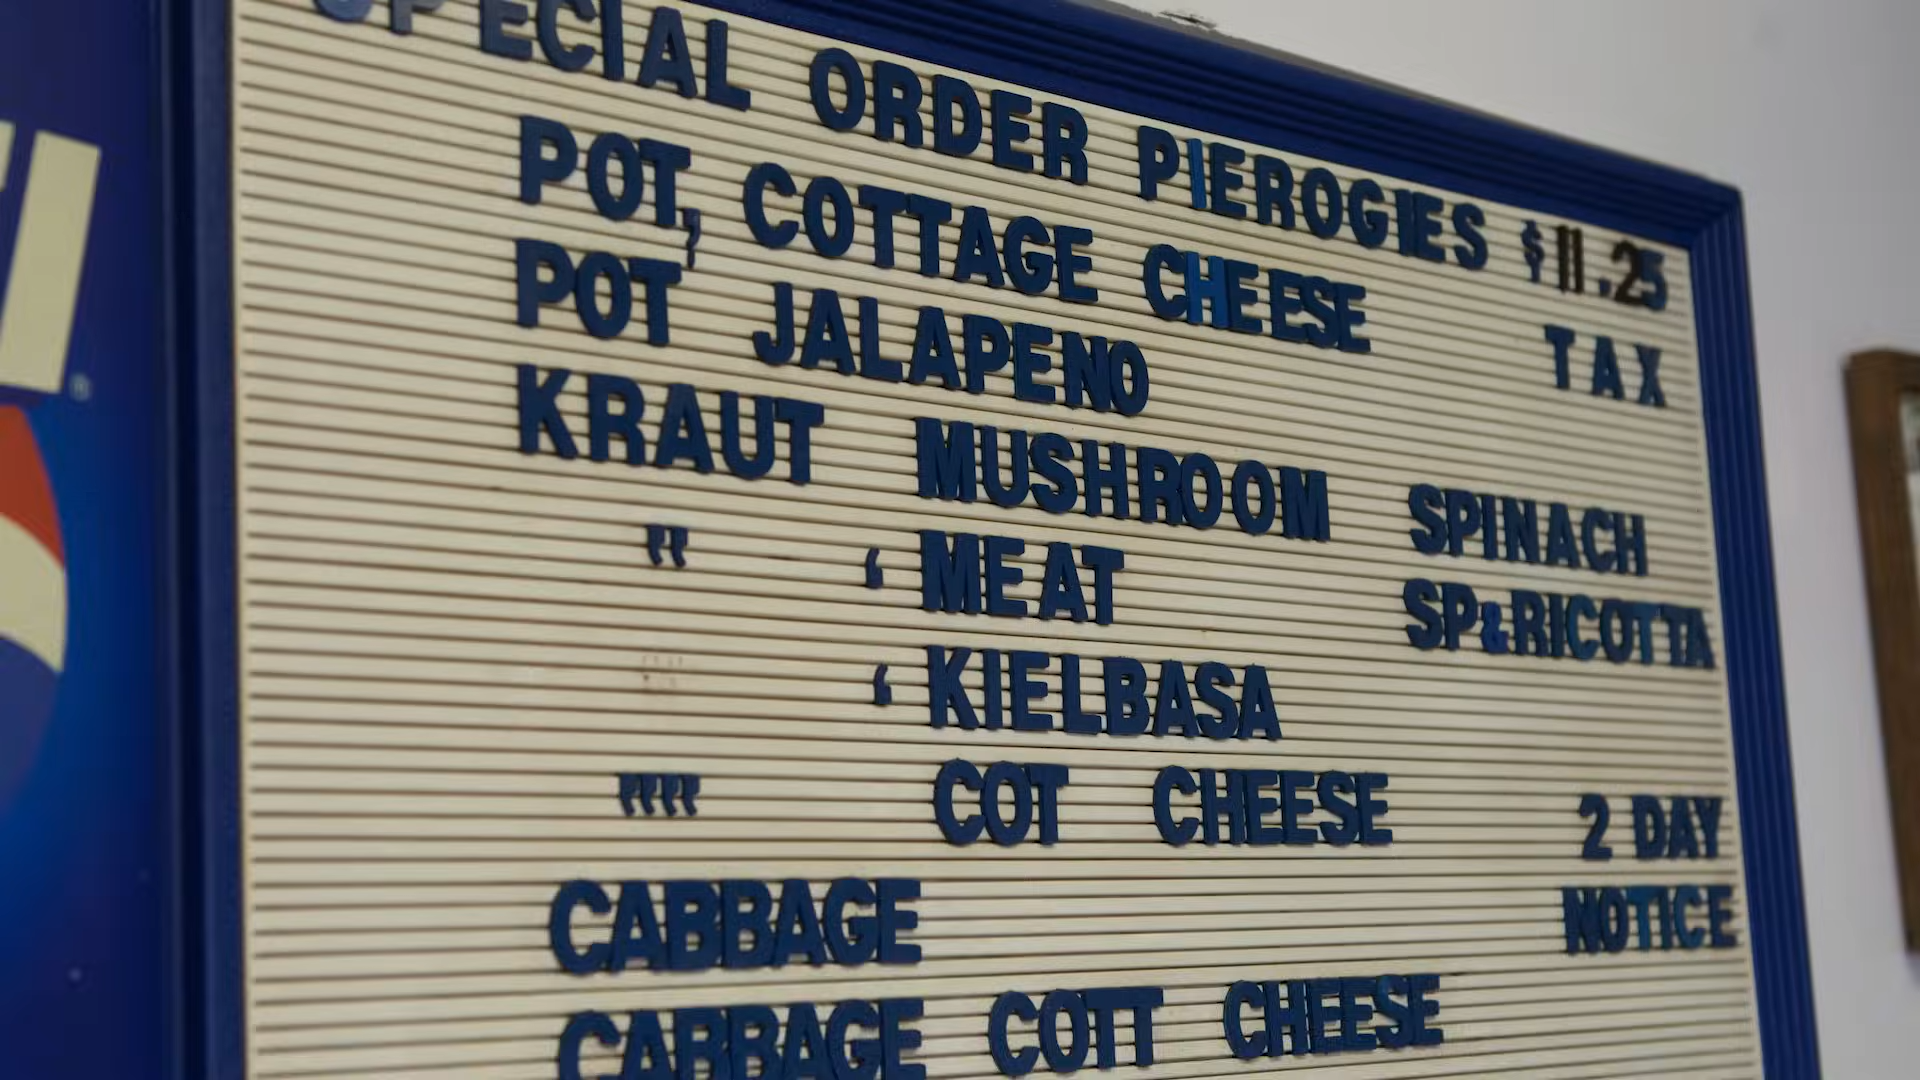 SPECIAL ORDER PIEROGIES $11.25
POT, COTTAGE CHEESE TAX
POT JALAPENO
KRAUT MUSHROOM SPINACH
" ‘ MEAT SP&RICOTTA
‘ KIELBASA
"" COT CHEESE 2 DAY
CABBAGE NOTICE
CABBAGE COTT CHEESE